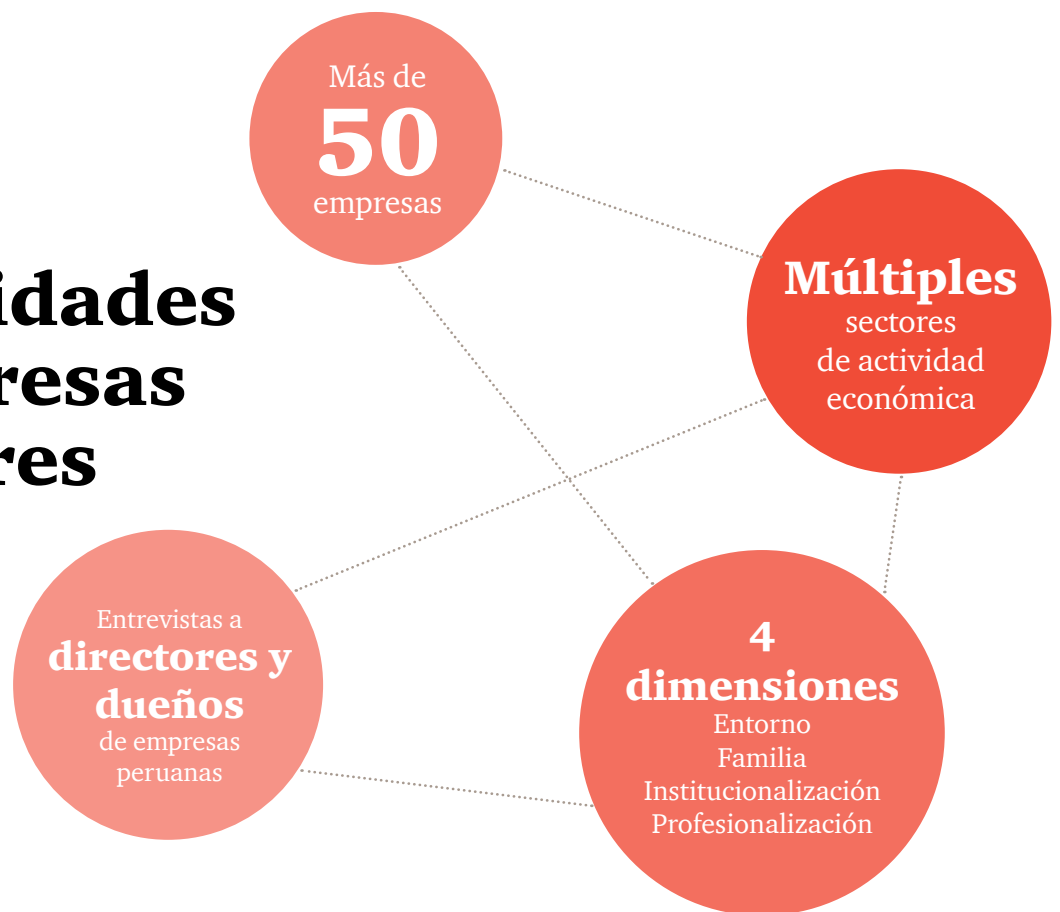 Más de
50
empresas
Múltiples
sectores
de actividad
económica
idades
resas
res
Entrevistas a
directores y
dueños
de empresas
peruanas
4
dimensiones
Entorno
Familia
Institucionalización
Profesionalización